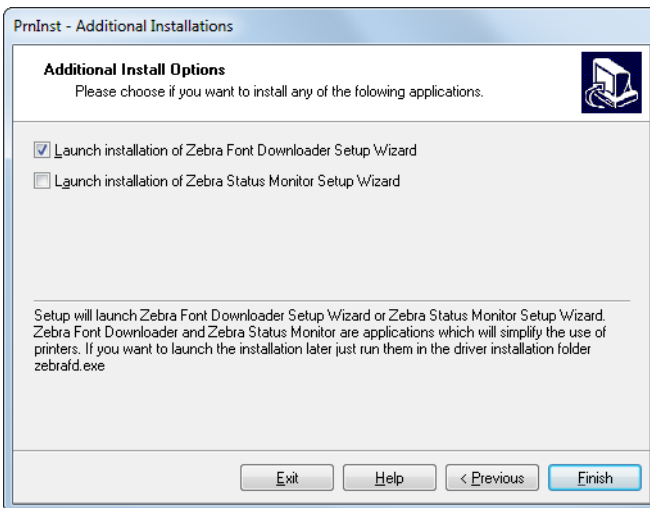 PrnInst - Additional Installations
Additional Install Options
Please choose if you want to install any of the folowing applications.
Launch installation of Zebra Font Downloader Setup Wizard
Launch installation of Zebra Status Monitor Setup Wizard
Setup will launch Zebra Font Downloader Setup Wizard or Zebra Status Monitor Setup Wizard.
Zebra Font Downloader and Zebra Status Monitor are applications which will simplify the use of
printers. If you want to launch the installation later just run them in the driver installation folder
zebrafd.exe
Exit Help < Previous Finish